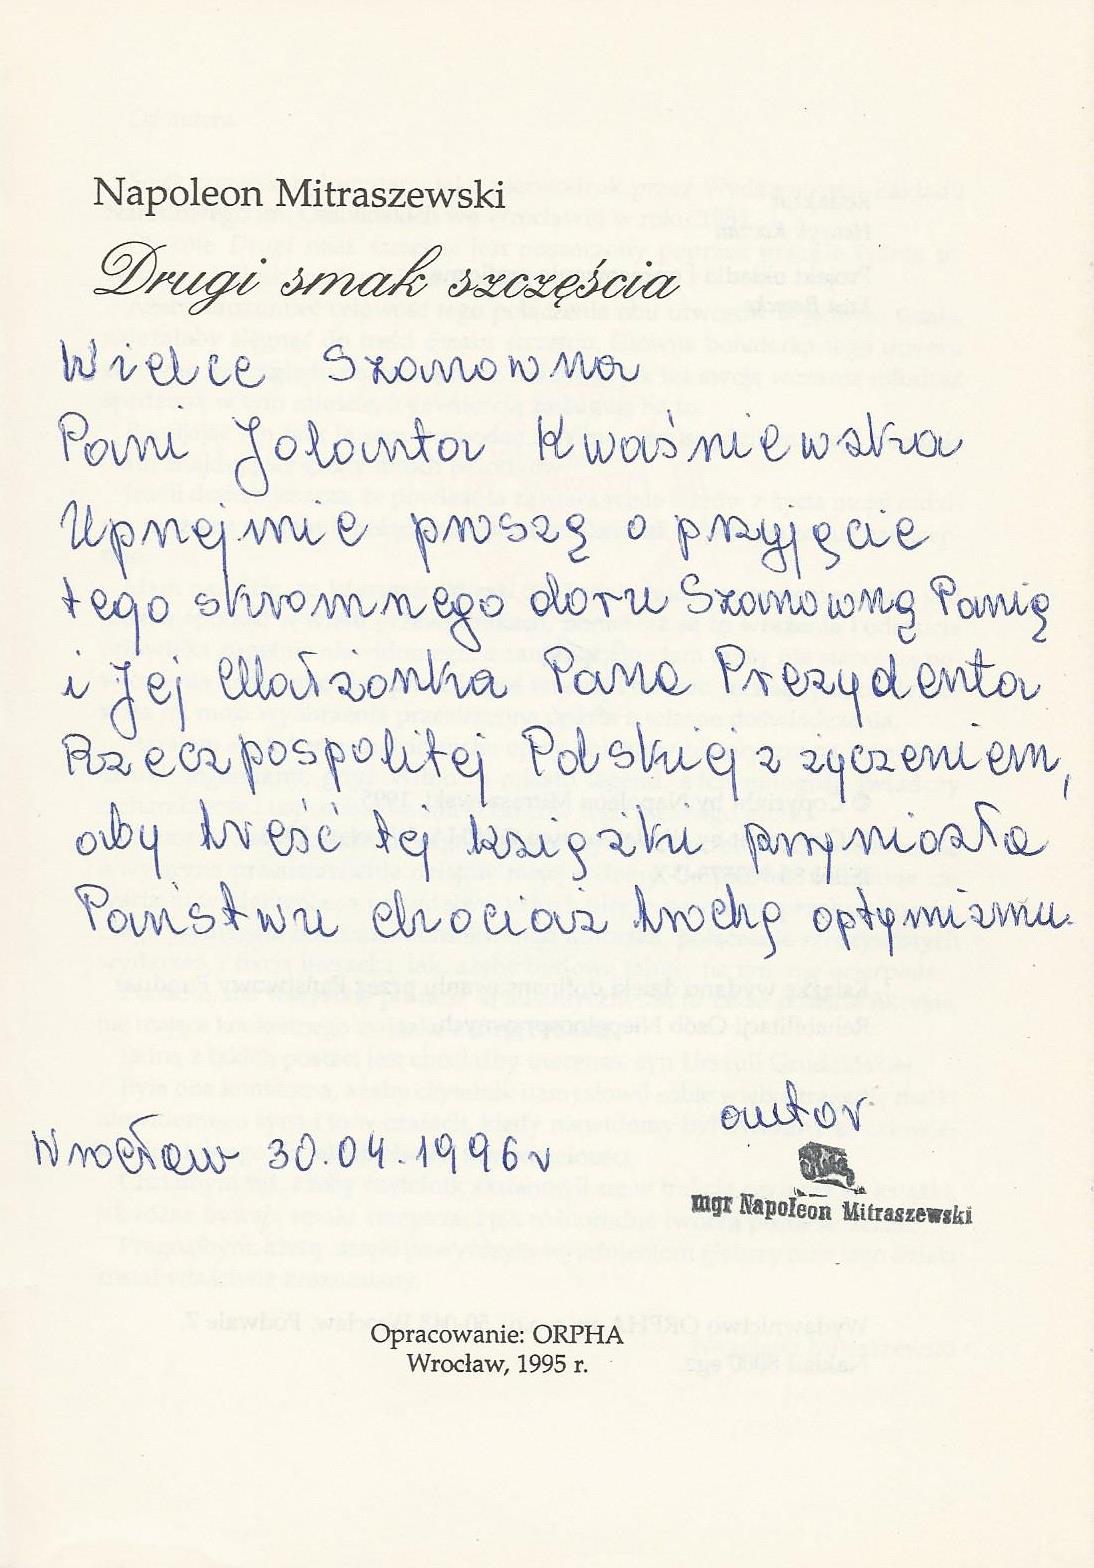 Napoleon Mitraszewski
Drugi smak szczęścia
Wielce Szanowna
Pani Jolanta Kwaśniewska
Uprzejmie proszę o przyjęcie
tego skromnego daru Szanowną Panią
i Jej Małżonka Pana Prezydenta
Rzeczpospolitej Polskiej z życzeniem,
aby treść tej książki przyniosła
Państwu chociaż trochę optymizmu.
autor
Wrocław 30.04.1996r
mgr Napoleon Mitraszewski
Opracowanie: ORPHA
Wrocław, 1995 r.